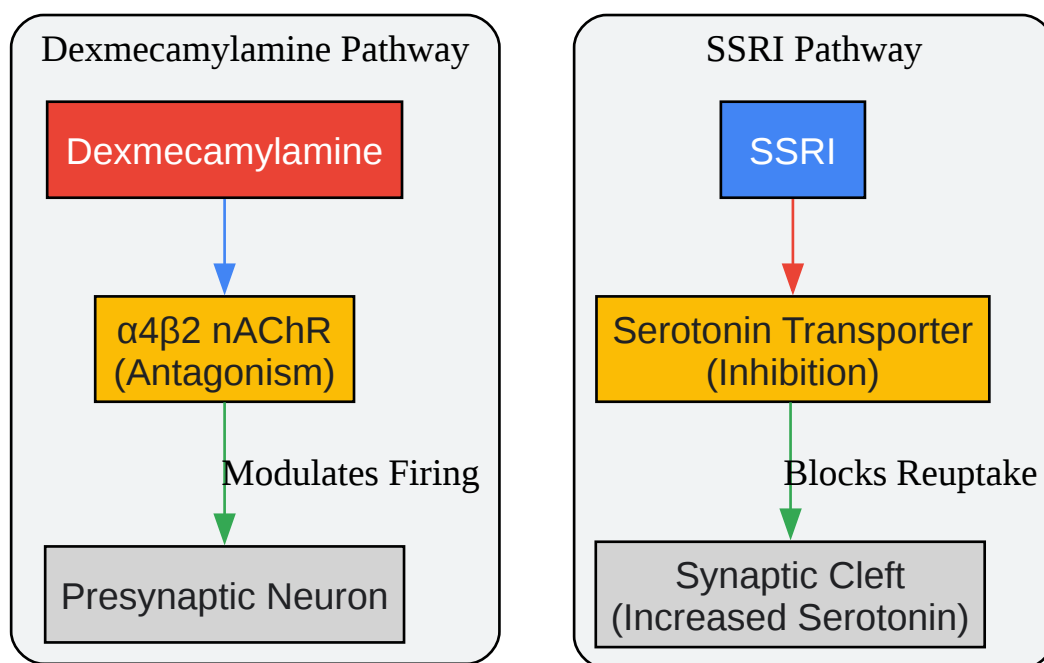 Dexmecamylamine Pathway
Dexmecamylamine
α4β2 nAChR
(Antagonism)
Modulates Firing
Presynaptic Neuron
SSRI Pathway
SSRI
Serotonin Transporter
(Inhibition)
Blocks Reuptake
Synaptic Cleft
(Increased Serotonin)